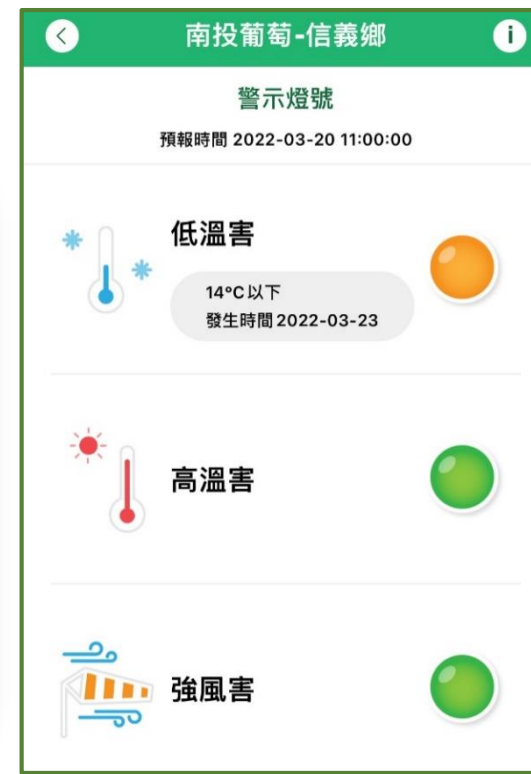 南投葡萄-信義鄉
i
警示燈號
預報時間 2022-03-20 11:00:00
低溫害
14°C以下
發生時間 2022-03-23
高溫害
強風害